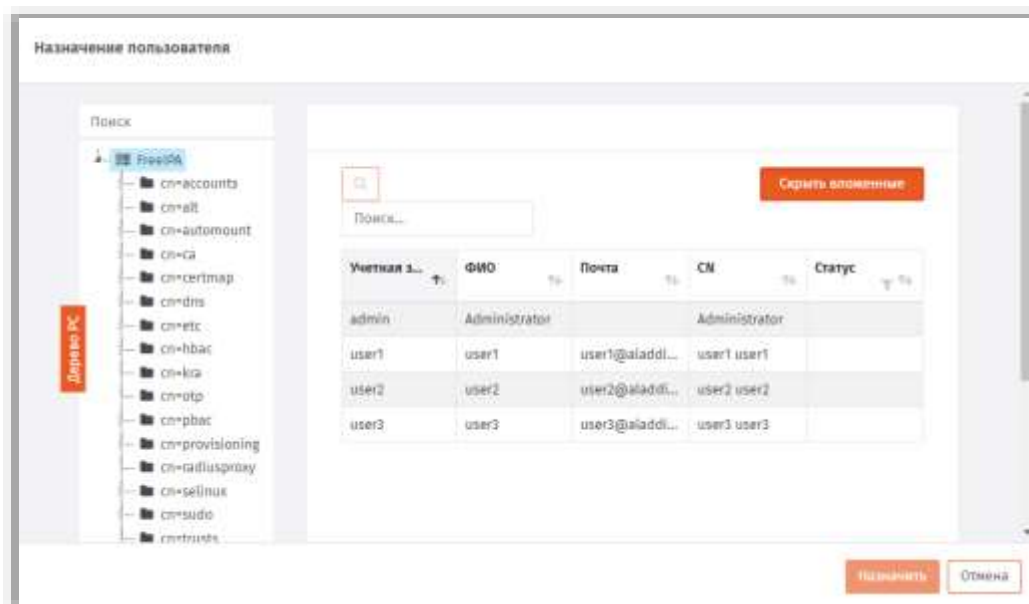 Назначение пользователя
Поиск
FreeIPA
cn=accounts
cn=alt
cn=automount
cn=ca
cn=certmap
cn=dns
cn=etc
cn=hbac
cn=kra
cn=otp
cn=pbac
cn=provisioning
cn=radiusproxy
cn=selinux
cn=sudo
cn=trusts
Дерево РС
Скрыть вложенные
Поиск...
Учетная з... ФИО Почта CN Статус
admin Administrator Administrator
user1 user1 user1@aladdi... user1 user1
user2 user2 user2@aladdi... user2 user2
user3 user3 user3@aladdi... user3 user3
Назначить Отмена